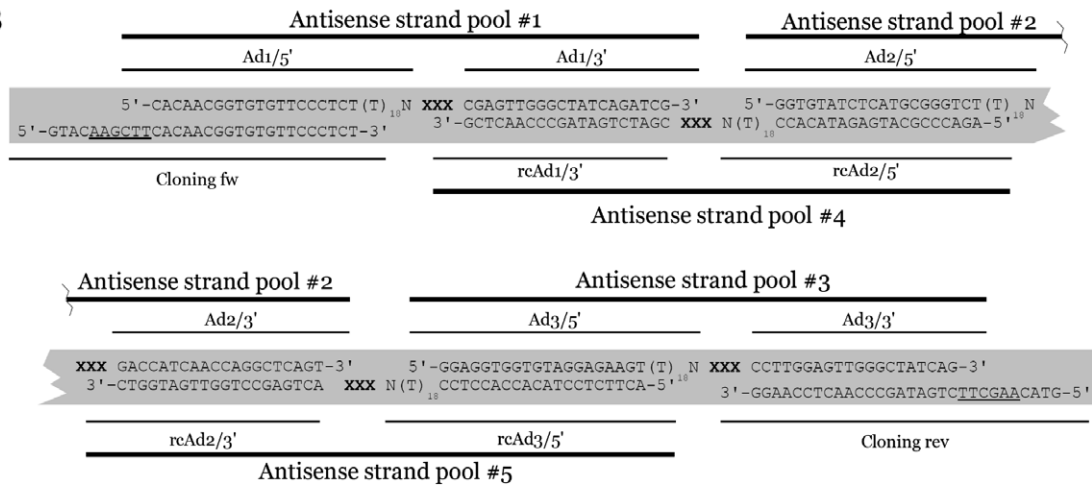 Antisense strand pool #1 Antisense strand pool #2
Ad1/5' Ad1/3' Ad2/5'
5'-CACAACGGTGTGTTCCCTCT(T)18N XXX CGAGTTGGGCTATCAGATCG-3' 5'-GGTGTATCTCATGCGGGTCT(T)18N
5'-GTACAAGCTTCACAACGGTGTGTTCCCTCT-3' 3'-GCTCAACCCGATAGTCTAGC XXX N(T)18CCACATAGAGTACGCCCAGA-5'
Cloning fw rcAd1/3' rcAd2/5'
Antisense strand pool #4
Antisense strand pool #2 Antisense strand pool #3
Ad2/3' Ad3/5' Ad3/3'
XXX GACCATCAACCAGGCTCAGT-3' 5'-GGAGGTGGTGTAGGAGAAGT(T)18N XXX CCTTGGAGTTGGGCTATCAG-3'
3'-CTGGTAGTTGGTCCGAGTCA XXX N(T)18CCTCCACCACATCCTCTTCA-5' 3'-GGAACCTCAACCCGATAGTCTTCGAACATG-5'
rcAd2/3' rcAd3/5' Cloning rev
Antisense strand pool #5